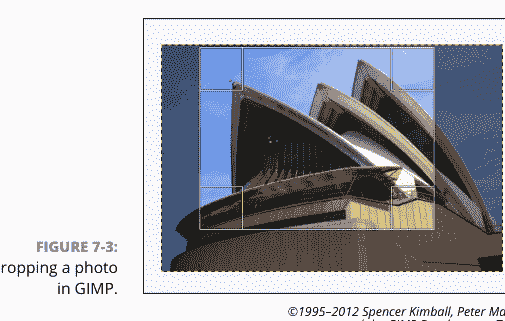 FIGURE 7-3:
ropping a photo
in GIMP.
©1995–2012 Spencer Kimball, Peter Ma